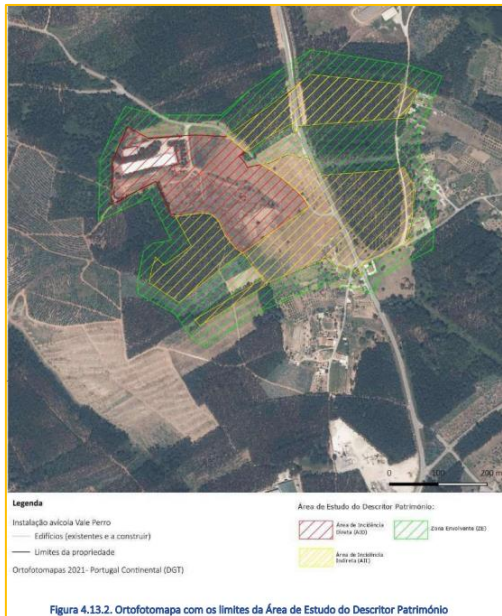 0 100 200 m
Legenda
Instalação avícola Vale Perro
Edifícios (existentes e a construir)
Limites da propriedade
Ortofotomapas 2021- Portugal Continental (DGT)
Área de Estudo do Descritor Património:
Área de Incidência
Direta (AID)
Zona Envolvente (ZE)
Área de Incidência
Indireta (AII)
Figura 4.13.2. Ortofotomapa com os limites da Área de Estudo do Descritor Património